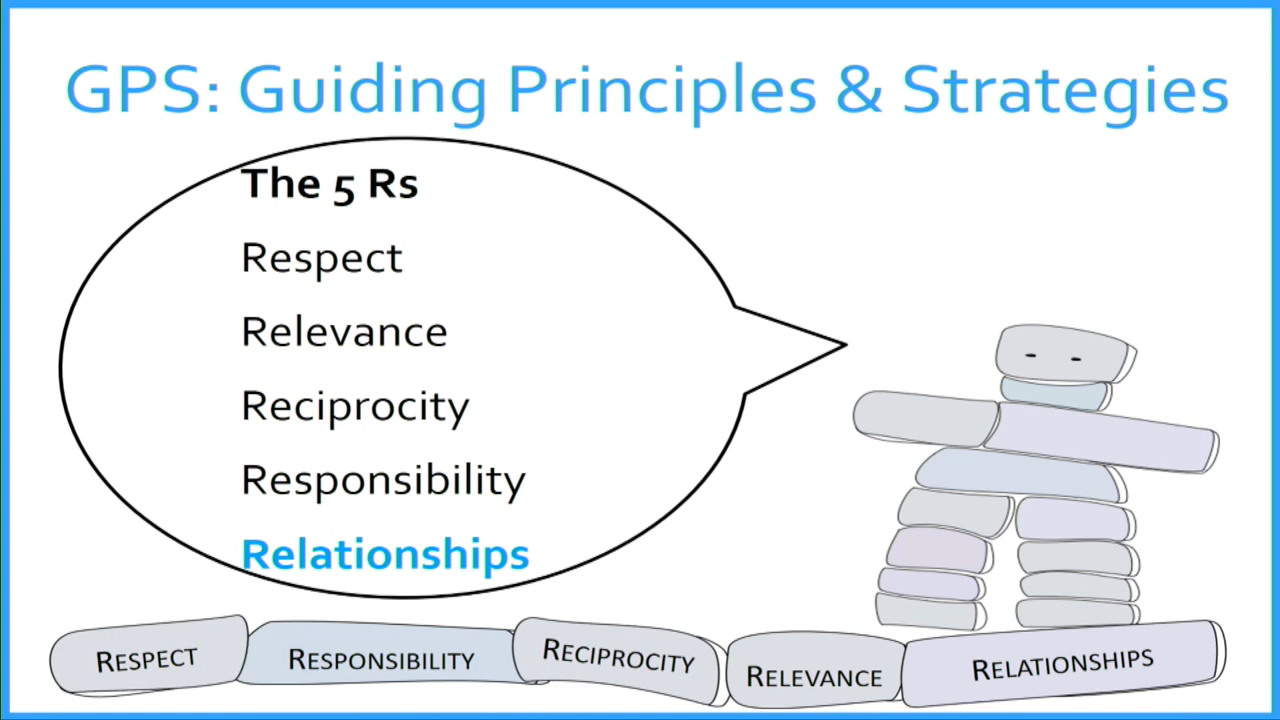 GPS: Guiding Principles & Strategies
The 5 Rs
Respect
Relevance
Reciprocity
Responsibility
Relationships
RESPECT
RESPONSIBILITY
RECIPROCITY
RELEVANCE
RELATIONSHIPS